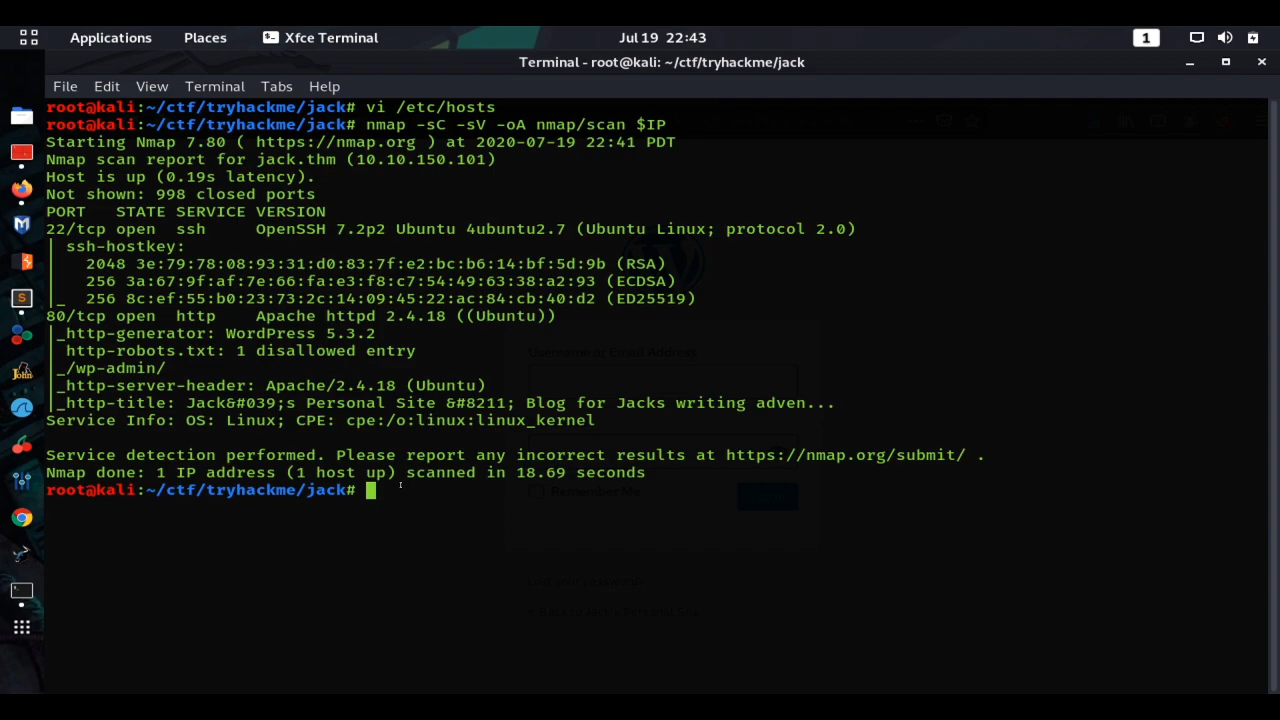 Applications Places Xfce Terminal Jul 19 22:43 1
Terminal - root@kali: ~/ctf/tryhackme/jack
File Edit View Terminal Tabs Help
root@kali:~/ctf/tryhackme/jack# vi /etc/hosts
root@kali:~/ctf/tryhackme/jack# nmap -sC -sV -oA nmap/scan $IP
Starting Nmap 7.80 ( https://nmap.org ) at 2020-07-19 22:41 PDT
Nmap scan report for jack.thm (10.10.150.101)
Host is up (0.19s latency).
Not shown: 998 closed ports
PORT   STATE SERVICE VERSION
22/tcp open  ssh     OpenSSH 7.2p2 Ubuntu 4ubuntu2.7 (Ubuntu Linux; protocol 2.0)
| ssh-hostkey:
|   2048 3e:79:78:08:93:31:d0:83:7f:e2:bc:b6:14:bf:5d:9b (RSA)
|   256 3a:67:9f:af:7e:66:fa:e3:f8:c7:54:49:63:38:a2:93 (ECDSA)
|_  256 8c:ef:55:b0:23:73:2c:14:09:45:22:ac:84:cb:40:d2 (ED25519)
80/tcp open  http    Apache httpd 2.4.18 ((Ubuntu))
|_http-generator: WordPress 5.3.2
| http-robots.txt: 1 disallowed entry
|_/wp-admin/
|_http-server-header: Apache/2.4.18 (Ubuntu)
|_http-title: Jack&#039;s Personal Site &#8211; Blog for Jacks writing adven...
Service Info: OS: Linux; CPE: cpe:/o:linux:linux_kernel
Username or Email Address
Service detection performed. Please report any incorrect results at https://nmap.org/submit/ .
Nmap done: 1 IP address (1 host up) scanned in 18.69 seconds
root@kali:~/ctf/tryhackme/jack#
Remember Me
Lost your password?